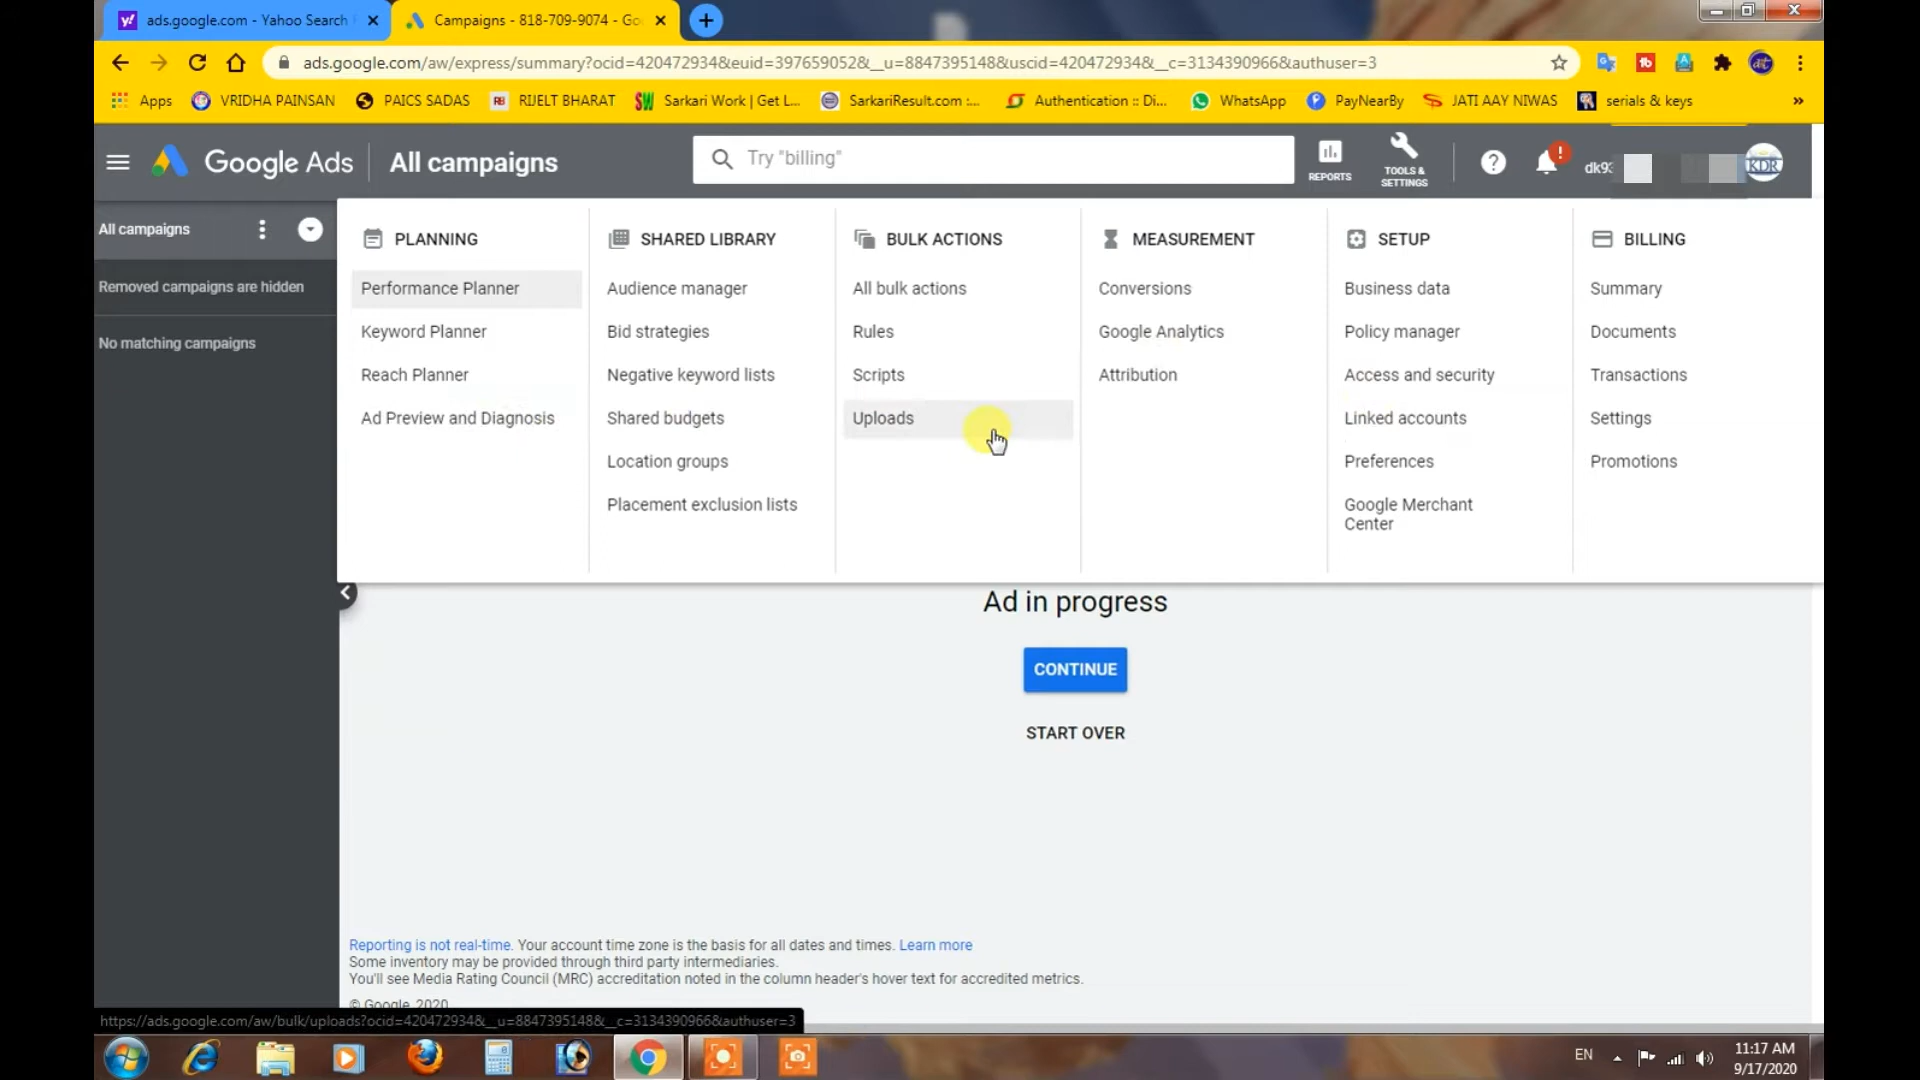 ads.google.com - Yahoo Search
Campaigns - 818-709-9074 - Go
ads.google.com/aw/express/summary?ocid=420472934&euid=397659052&__u=8847395148&uscid=420472934&__c=3134390966&authuser=3
Apps
VRIDHA PAINSAN
PAICS SADAS
RIJELT BHARAT
Sarkari Work | Get L...
SarkariResult.com :...
Authentication :: Di...
WhatsApp
PayNearBy
JATI AAY NIWAS
serials & keys
»
Google Ads
All campaigns
Try "billing"
REPORTS
TOOLS &
SETTINGS
dk93
KDR
All campaigns
Removed campaigns are hidden
No matching campaigns
PLANNING
Performance Planner
Keyword Planner
Reach Planner
Ad Preview and Diagnosis
SHARED LIBRARY
Audience manager
Bid strategies
Negative keyword lists
Shared budgets
Location groups
Placement exclusion lists
BULK ACTIONS
All bulk actions
Rules
Scripts
Uploads
MEASUREMENT
Conversions
Google Analytics
Attribution
SETUP
Business data
Policy manager
Access and security
Linked accounts
Preferences
Google Merchant
Center
BILLING
Summary
Documents
Transactions
Settings
Promotions
Ad in progress
CONTINUE
START OVER
Reporting is not real-time. Your account time zone is the basis for all dates and times. Learn more
Some inventory may be provided through third party intermediaries.
You'll see Media Rating Council (MRC) accreditation noted in the column header's hover text for accredited metrics.
© Google, 2020
https://ads.google.com/aw/bulk/uploads?ocid=420472934&__u=8847395148&__c=3134390966&authuser=3
EN
11:17 AM
9/17/2020